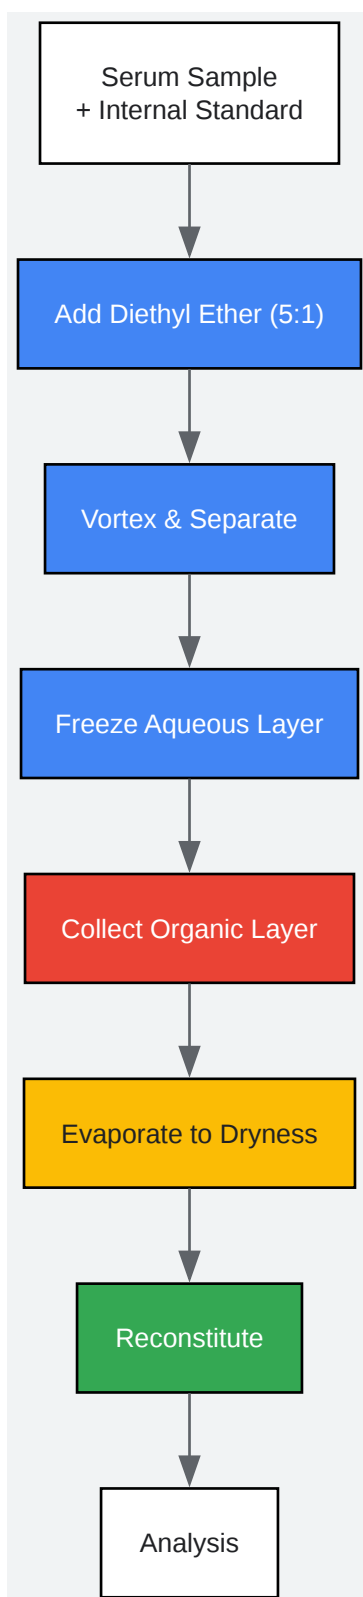 Serum Sample
+ Internal Standard
Add Diethyl Ether (5:1)
Vortex & Separate
Freeze Aqueous Layer
Collect Organic Layer
Evaporate to Dryness
Reconstitute
Analysis